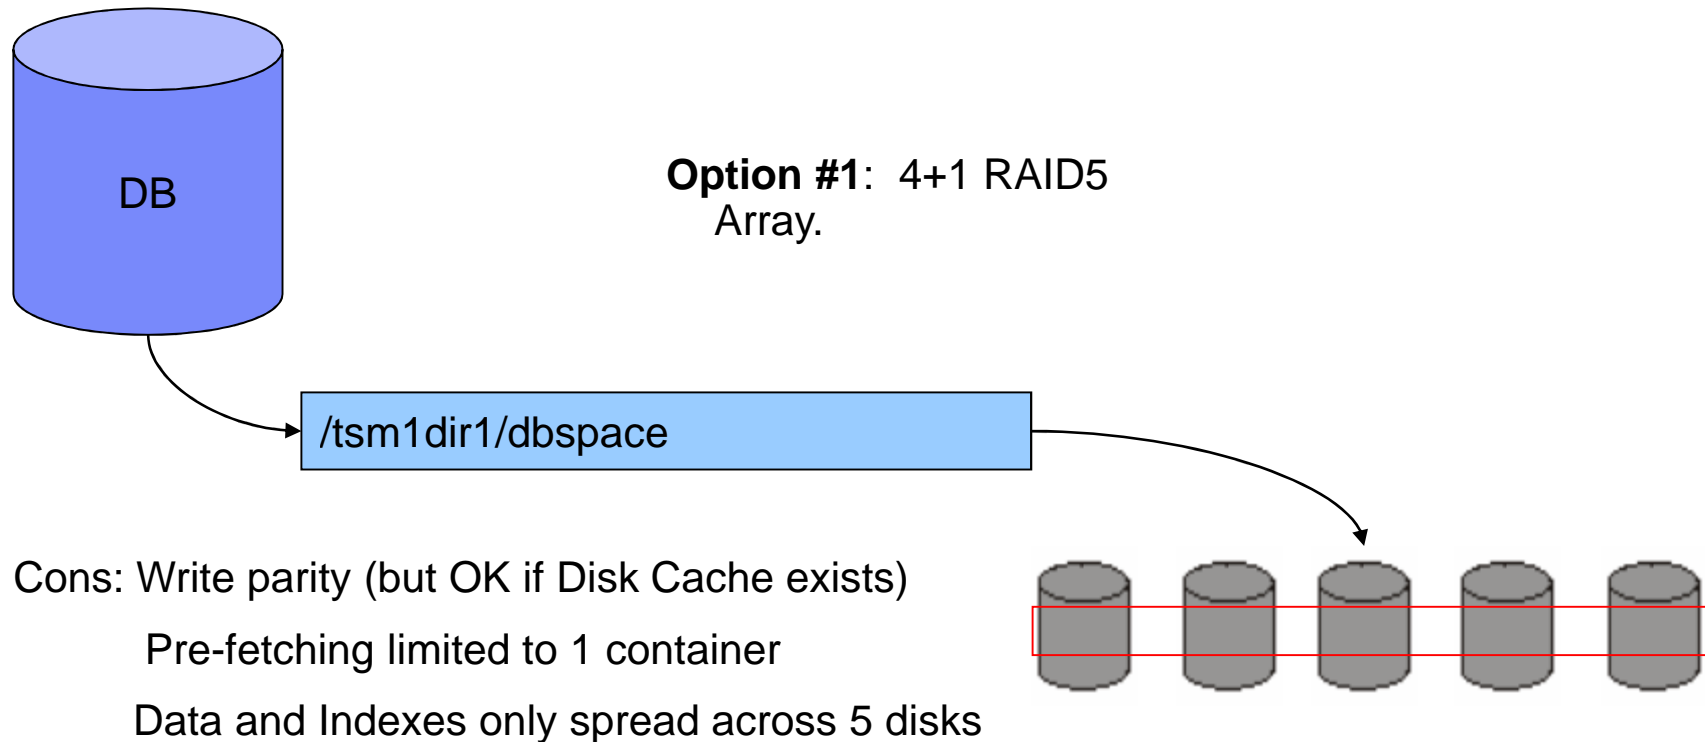 DB
Option #1: 4+1 RAID5
Array.
/tsm1dir1/dbspace
Cons: Write parity (but OK if Disk Cache exists)
Pre-fetching limited to 1 container
Data and Indexes only spread across 5 disks